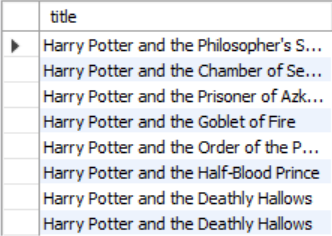 title
Harry Potter and the Philosopher's S...
Harry Potter and the Chamber of Se...
Harry Potter and the Prisoner of Azk...
Harry Potter and the Goblet of Fire
Harry Potter and the Order of the P...
Harry Potter and the Half-Blood Prince
Harry Potter and the Deathly Hallows
Harry Potter and the Deathly Hallows